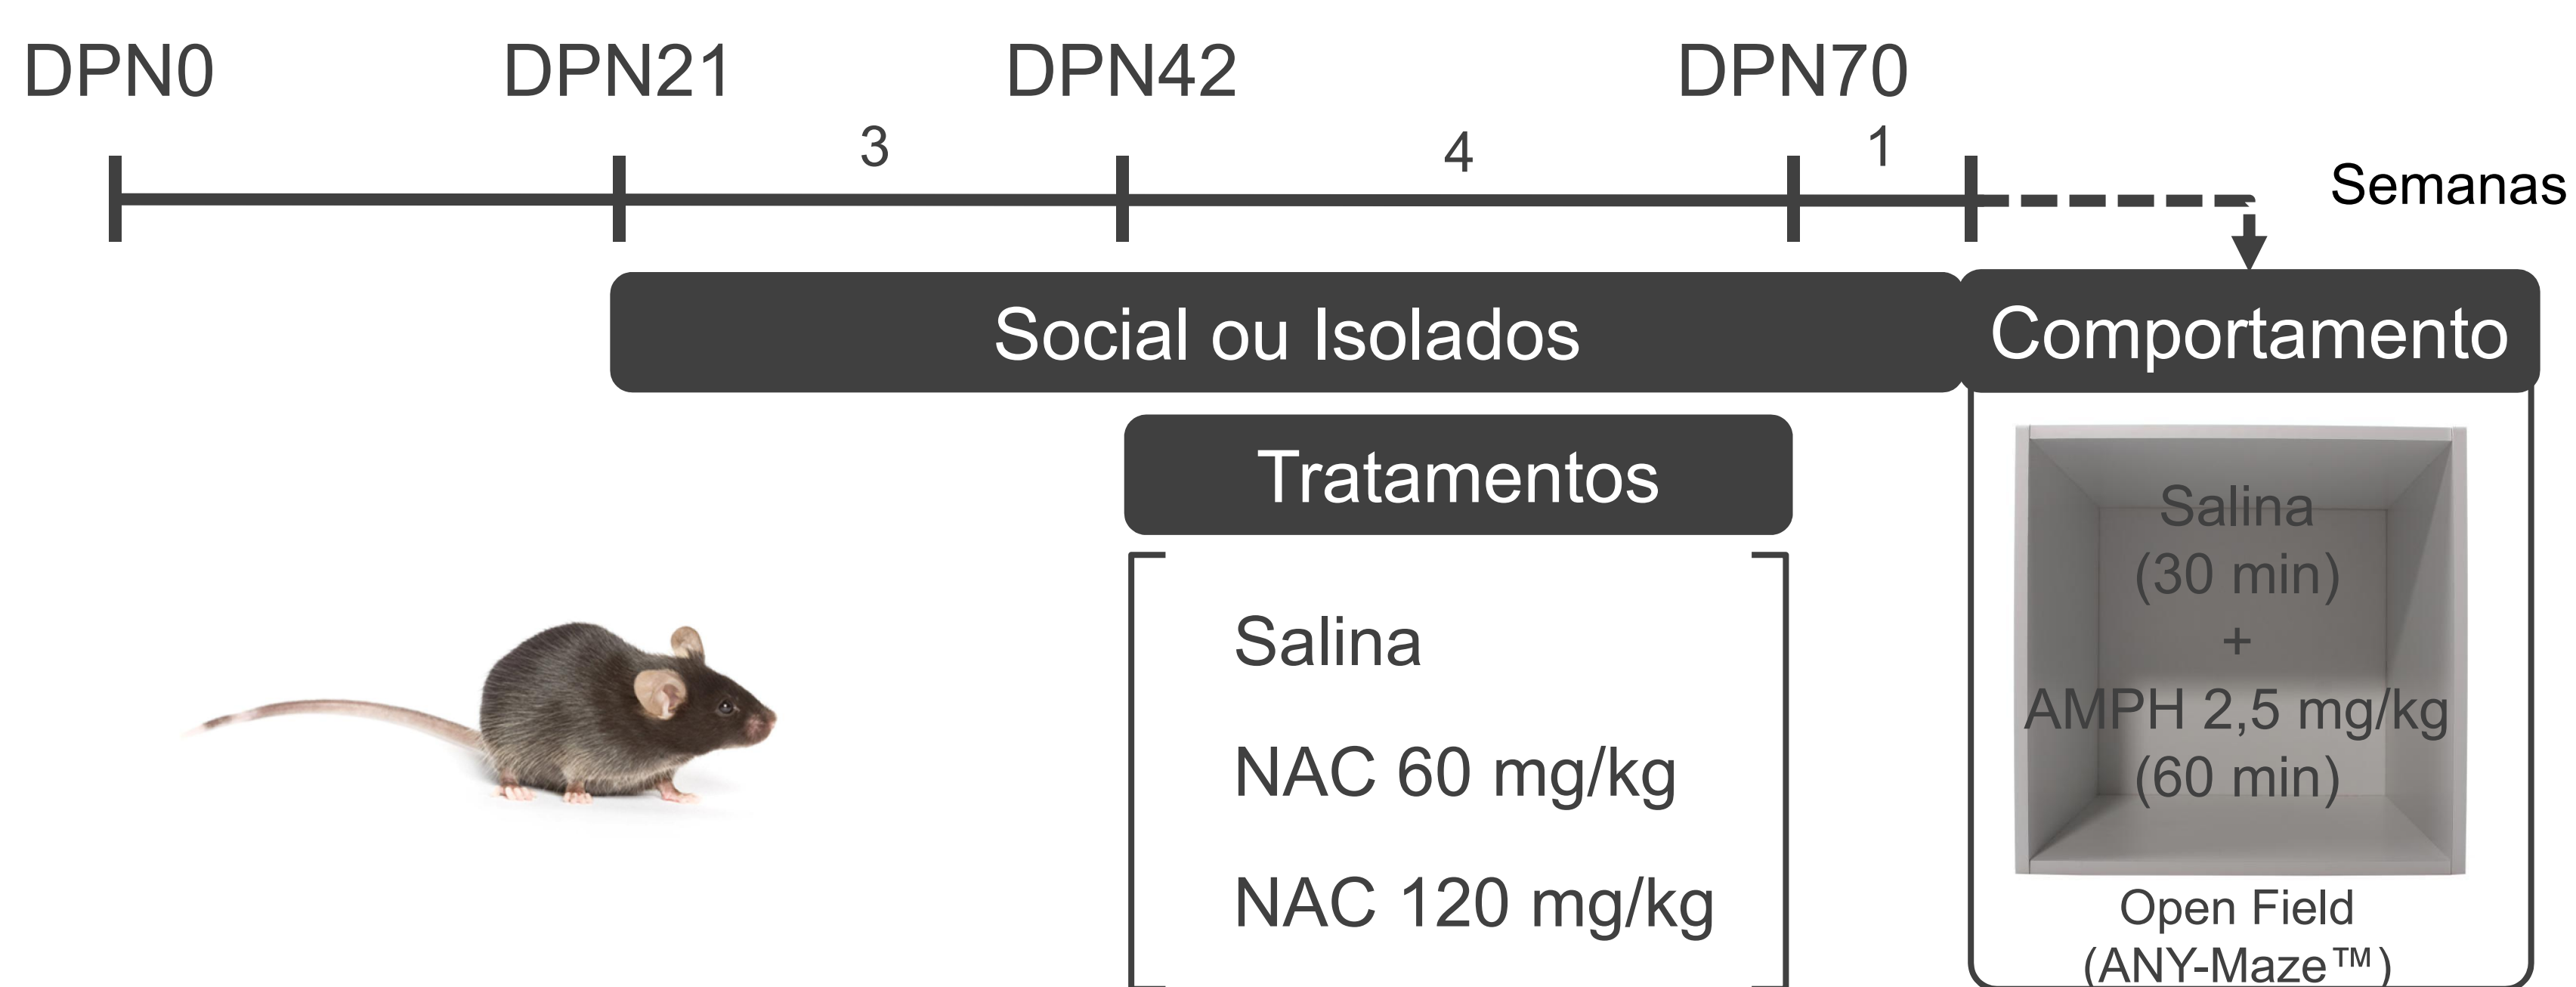 DPN0 DPN21 DPN42 DPN70
3 4 1
Semanas
Social ou Isolados
Comportamento
Tratamentos
Salina
NAC 60 mg/kg
NAC 120 mg/kg
Salina
(30 min)
+
AMPH 2,5 mg/kg
(60 min)
Open Field
(ANY-Maze™)